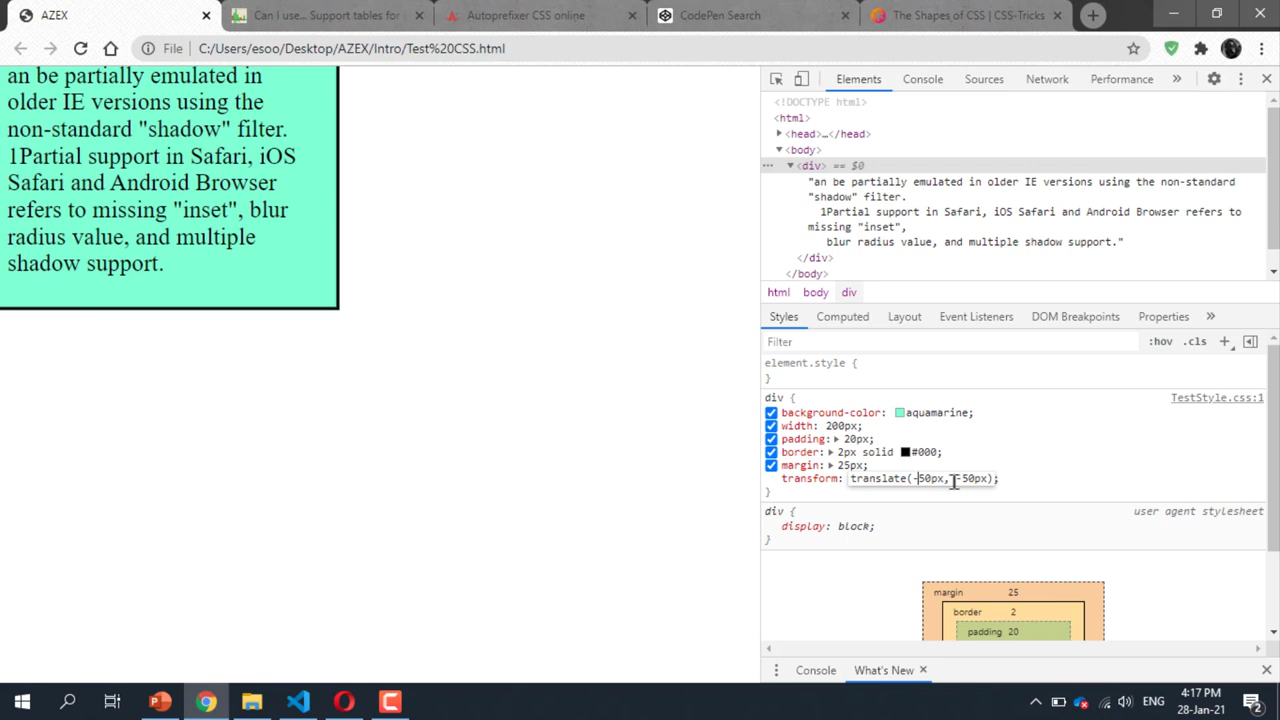 AZEX
Can I use... Support tables for
Autoprefixer CSS online
CodePen Search
The Shapes of CSS | CSS-Tricks
File
C:/Users/esoo/Desktop/AZEX/Intro/Test%20CSS.html
an be partially emulated in
older IE versions using the
non-standard "shadow" filter.
1Partial support in Safari, iOS
Safari and Android Browser
refers to missing "inset", blur
radius value, and multiple
shadow support.
Elements Console Sources Network Performance »
<!DOCTYPE html>
<html>
<head>…</head>
<body>
<div> == $0
"an be partially emulated in older IE versions using the non-standard
"shadow" filter.
1Partial support in Safari, iOS Safari and Android Browser refers to
missing "inset",
blur radius value, and multiple shadow support."
</div>
</body>
html body div
Styles Computed Layout Event Listeners DOM Breakpoints Properties »
Filter :hov .cls +
element.style {
}
div { TestStyle.css:1
background-color: aquamarine;
width: 200px;
padding: 20px;
border: 2px solid #000;
margin: 25px;
transform: translate(-50px, -50px);
}
div { user agent stylesheet
display: block;
}
margin 25
border 2
padding 20
Console What's New ×
ENG
4:17 PM
28-Jan-21
2